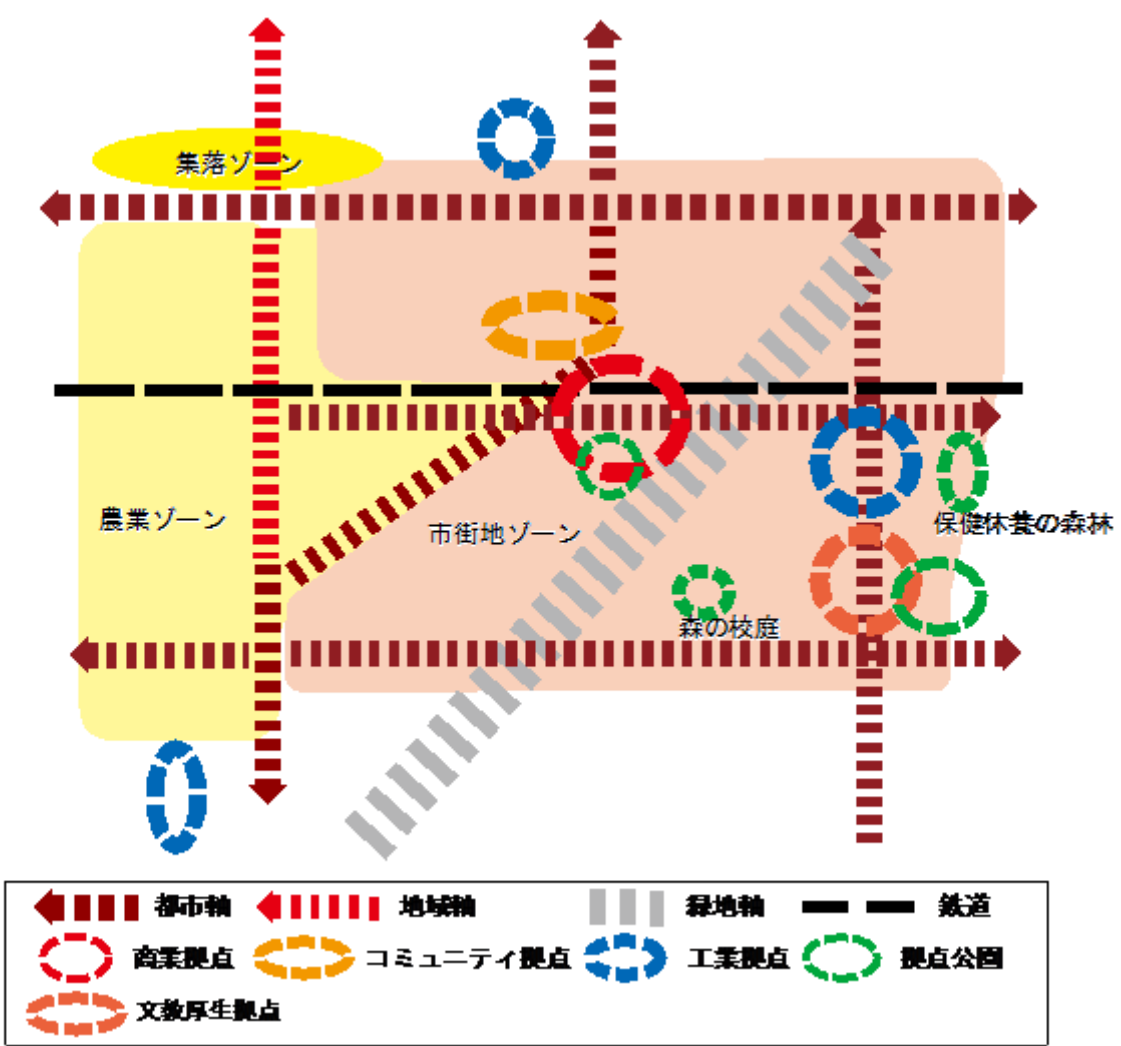 集落ゾーン
農業ゾーン
市街地ゾーン
保健休養の森林
森の校庭
都市軸
地域軸
緑地軸
鉄道
商業拠点
コミュニティ拠点
工業拠点
拠点公園
文教厚生拠点